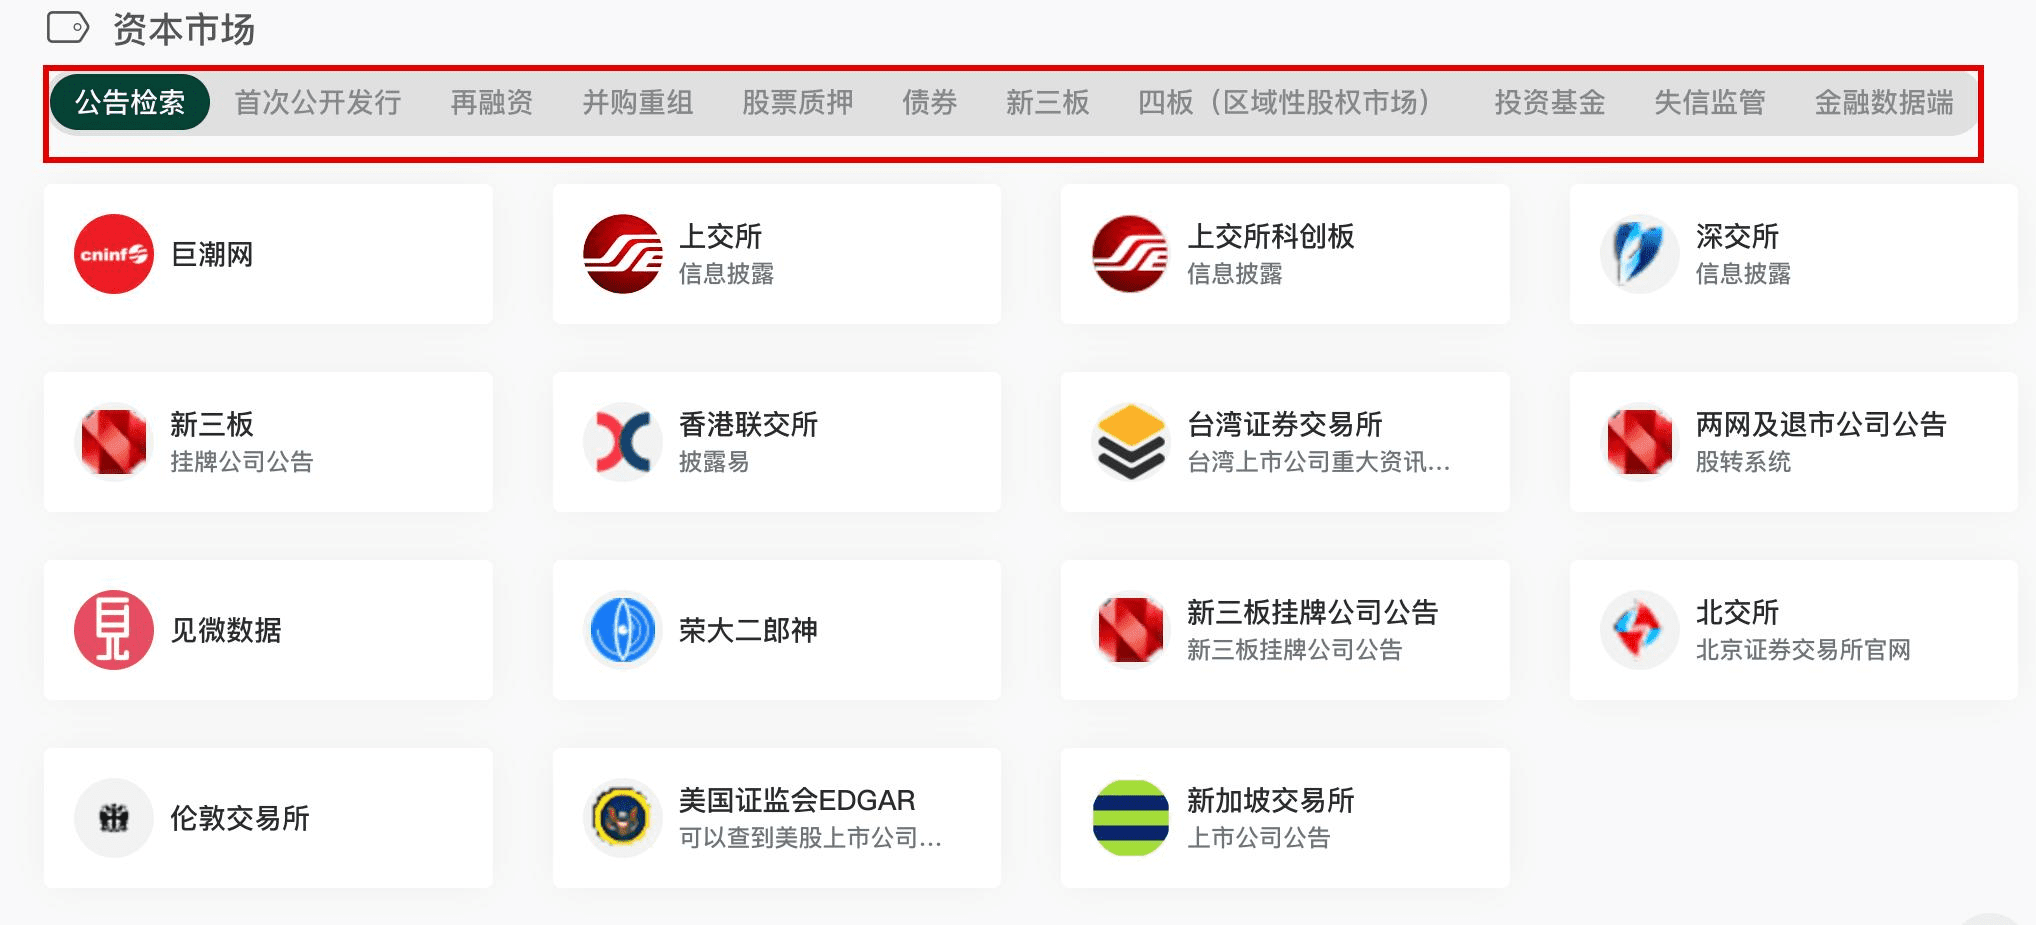 资本市场
公告检索 首次公开发行 再融资 并购重组 股票质押 债券 新三板 四板（区域性股权市场） 投资基金 失信监管 金融数据端
cninf
巨潮网
上交所
信息披露
上交所科创板
信息披露
深交所
信息披露
新三板
挂牌公司公告
香港联交所
披露易
台湾证券交易所
台湾上市公司重大资讯...
两网及退市公司公告
股转系统
见微数据
荣大二郎神
新三板挂牌公司公告
新三板挂牌公司公告
北交所
北京证券交易所官网
伦敦交易所
美国证监会EDGAR
可以查到美股上市公司...
新加坡交易所
上市公司公告